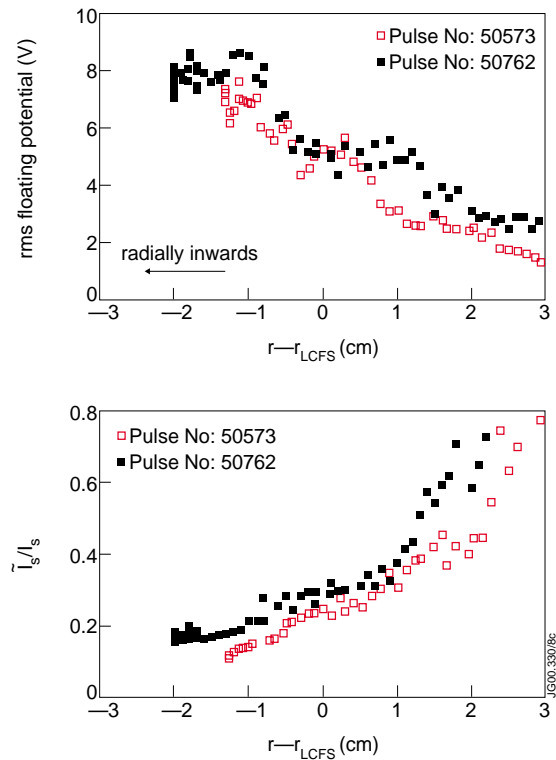 10
8
6
4
2
0
rms floating potential (V)
□ Pulse No: 50573
■ Pulse No: 50762
radially inwards
—3 —2 —1 0 1 2 3
r—rLCFS (cm)
0.8
0.6
0.4
0.2
0
Ĩs/Is
□ Pulse No: 50573
■ Pulse No: 50762
—3 —2 —1 0 1 2 3
r—rLCFS (cm)
JG00.330/8c